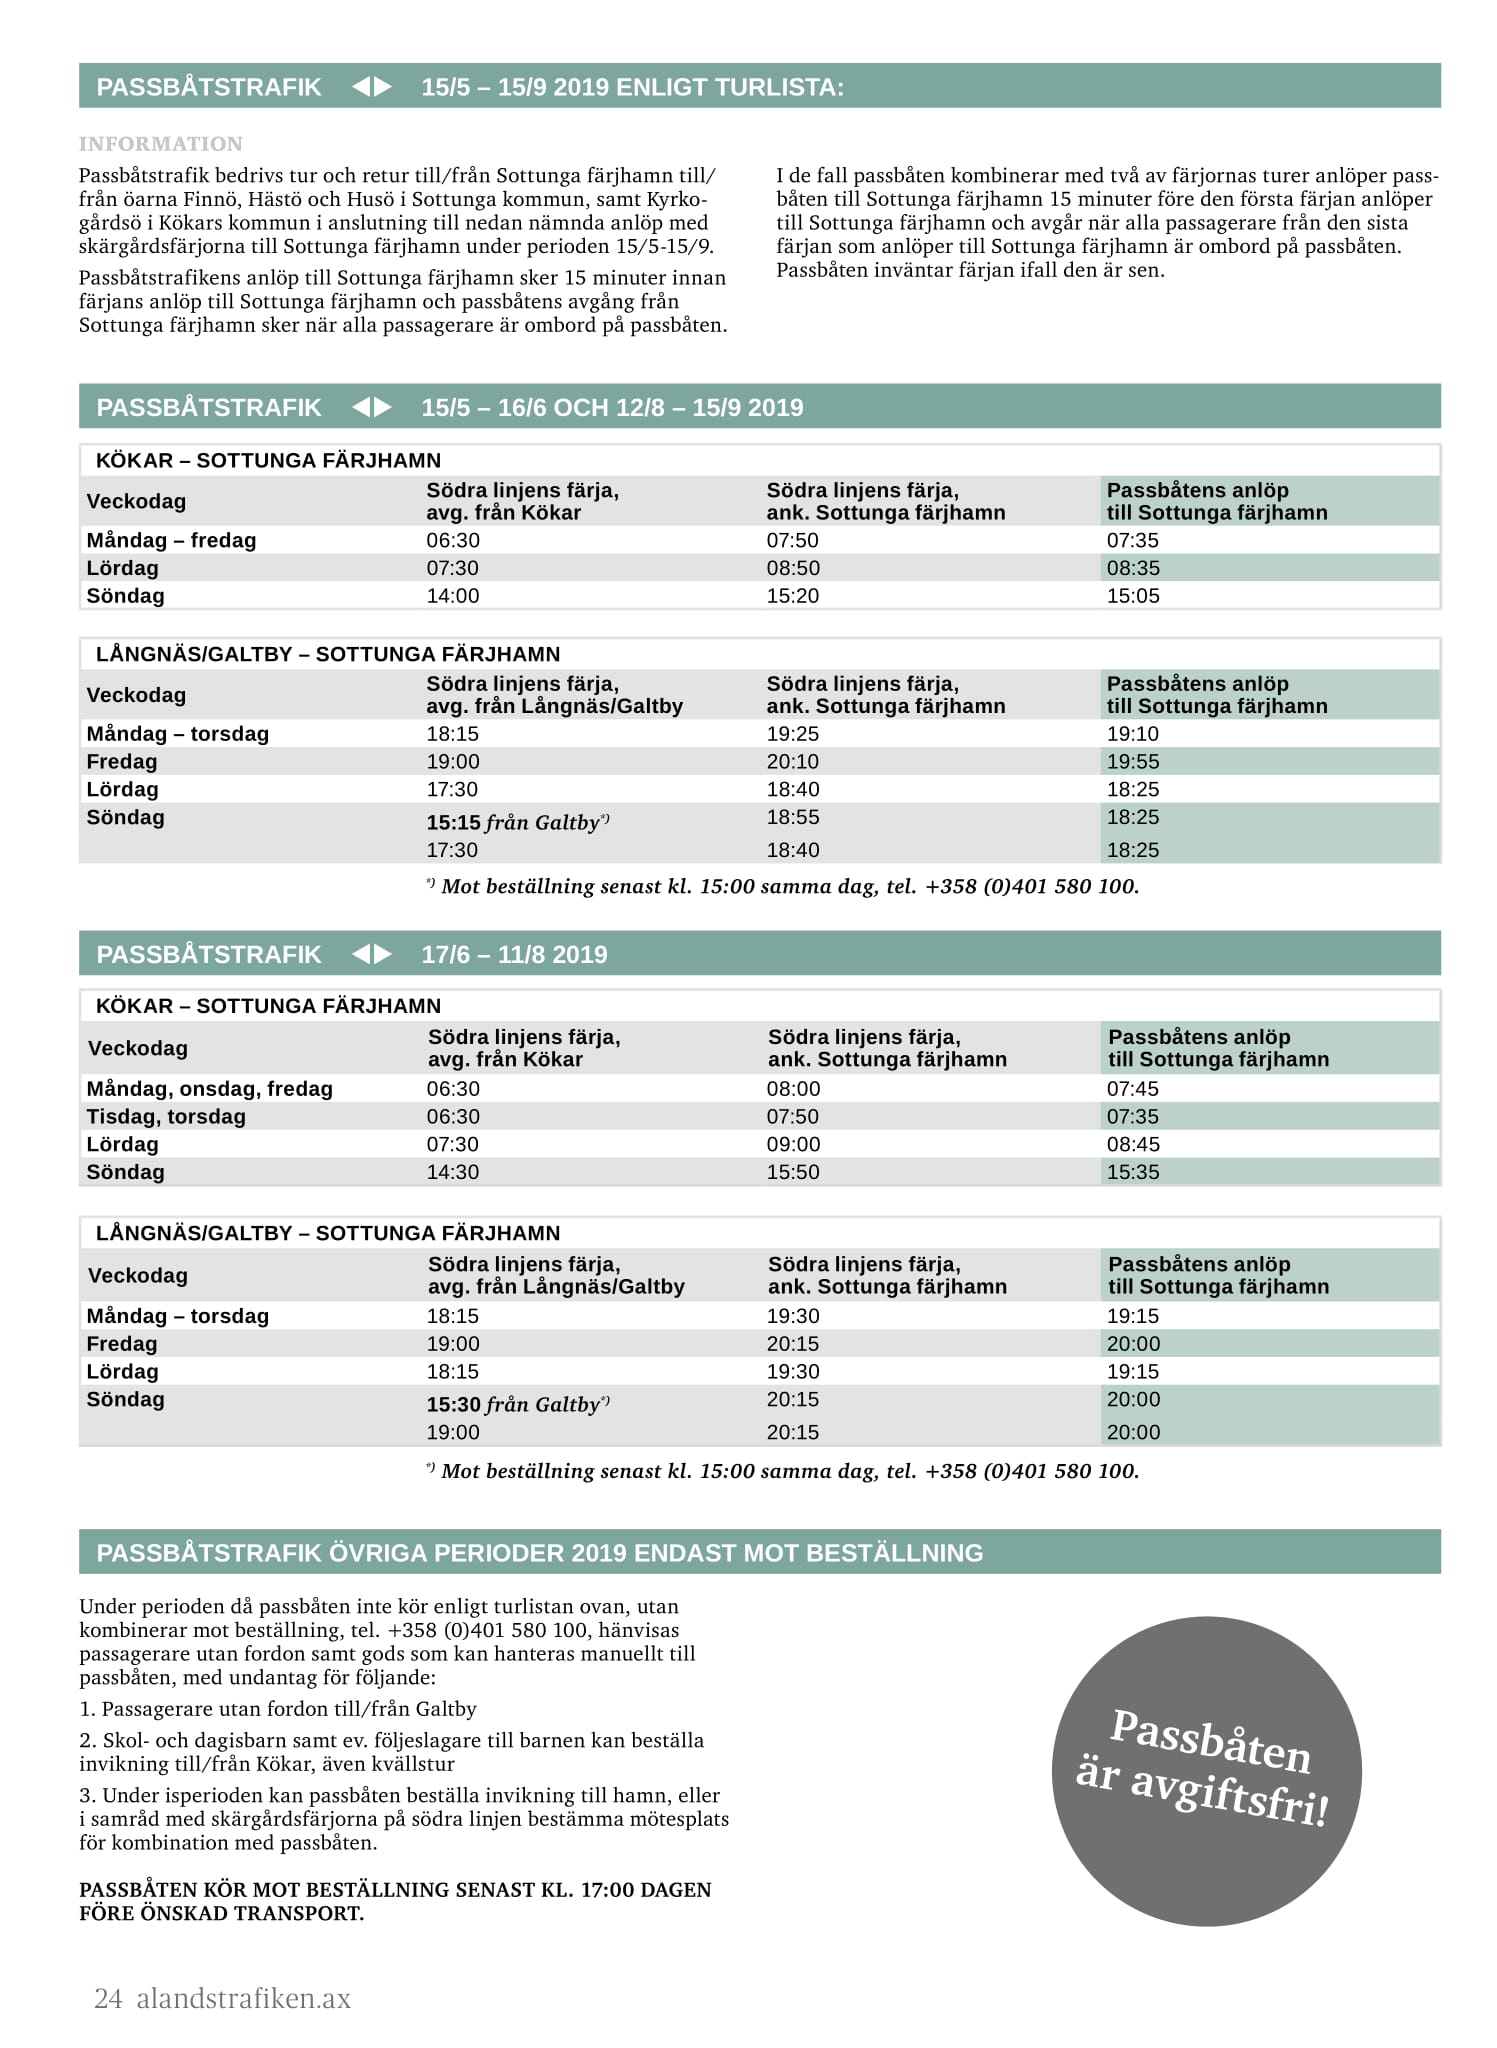 PASSBÅTSTRAFIK ◀▶ 15/5 – 15/9 2019 ENLIGT TURLISTA:
INFORMATION
Passbåtstrafik bedrivs tur och retur till/från Sottunga färjhamn till/
från öarna Finnö, Hästö och Husö i Sottunga kommun, samt Kyrko-
gårdsö i Kökars kommun i anslutning till nedan nämnda anlöp med
skärgårdsfärjorna till Sottunga färjhamn under perioden 15/5-15/9.
Passbåtstrafikens anlöp till Sottunga färjhamn sker 15 minuter innan
färjans anlöp till Sottunga färjhamn och passbåtens avgång från
Sottunga färjhamn sker när alla passagerare är ombord på passbåten.
I de fall passbåten kombinerar med två av färjornas turer anlöper pass-
båten till Sottunga färjhamn 15 minuter före den första färjan anlöper
till Sottunga färjhamn och avgår när alla passagerare från den sista
färjan som anlöper till Sottunga färjhamn är ombord på passbåten.
Passbåten inväntar färjan ifall den är sen.
PASSBÅTSTRAFIK ◀▶ 15/5 – 16/6 OCH 12/8 – 15/9 2019
KÖKAR – SOTTUNGA FÄRJHAMN
Veckodag Södra linjens färja, avg. från Kökar Södra linjens färja, ank. Sottunga färjhamn Passbåtens anlöp till Sottunga färjhamn
Måndag – fredag 06:30 07:50 07:35
Lördag 07:30 08:50 08:35
Söndag 14:00 15:20 15:05
LÅNGNÄS/GALTBY – SOTTUNGA FÄRJHAMN
Veckodag Södra linjens färja, avg. från Långnäs/Galtby Södra linjens färja, ank. Sottunga färjhamn Passbåtens anlöp till Sottunga färjhamn
Måndag – torsdag 18:15 19:25 19:10
Fredag 19:00 20:10 19:55
Lördag 17:30 18:40 18:25
Söndag 15:15 från Galtby*) 18:55 18:25
17:30 18:40 18:25
*) Mot beställning senast kl. 15:00 samma dag, tel. +358 (0)401 580 100.
PASSBÅTSTRAFIK ◀▶ 17/6 – 11/8 2019
KÖKAR – SOTTUNGA FÄRJHAMN
Veckodag Södra linjens färja, avg. från Kökar Södra linjens färja, ank. Sottunga färjhamn Passbåtens anlöp till Sottunga färjhamn
Måndag, onsdag, fredag 06:30 08:00 07:45
Tisdag, torsdag 06:30 07:50 07:35
Lördag 07:30 09:00 08:45
Söndag 14:30 15:50 15:35
LÅNGNÄS/GALTBY – SOTTUNGA FÄRJHAMN
Veckodag Södra linjens färja, avg. från Långnäs/Galtby Södra linjens färja, ank. Sottunga färjhamn Passbåtens anlöp till Sottunga färjhamn
Måndag – torsdag 18:15 19:30 19:15
Fredag 19:00 20:15 20:00
Lördag 18:15 19:30 19:15
Söndag 15:30 från Galtby*) 20:15 20:00
19:00 20:15 20:00
*) Mot beställning senast kl. 15:00 samma dag, tel. +358 (0)401 580 100.
PASSBÅTSTRAFIK ÖVRIGA PERIODER 2019 ENDAST MOT BESTÄLLNING
Under perioden då passbåten inte kör enligt turlistan ovan, utan
kombinerar mot beställning, tel. +358 (0)401 580 100, hänvisas
passagerare utan fordon samt gods som kan hanteras manuellt till
passbåten, med undantag för följande:
1. Passagerare utan fordon till/från Galtby
2. Skol- och dagisbarn samt ev. följeslagare till barnen kan beställa
invikning till/från Kökar, även kvällstur
3. Under isperioden kan passbåten beställa invikning till hamn, eller
i samråd med skärgårdsfärjorna på södra linjen bestämma mötesplats
för kombination med passbåten.
PASSBÅTEN KÖR MOT BESTÄLLNING SENAST KL. 17:00 DAGEN
FÖRE ÖNSKAD TRANSPORT.
Passbåten
är avgiftsfri!
24 alandstrafiken.ax